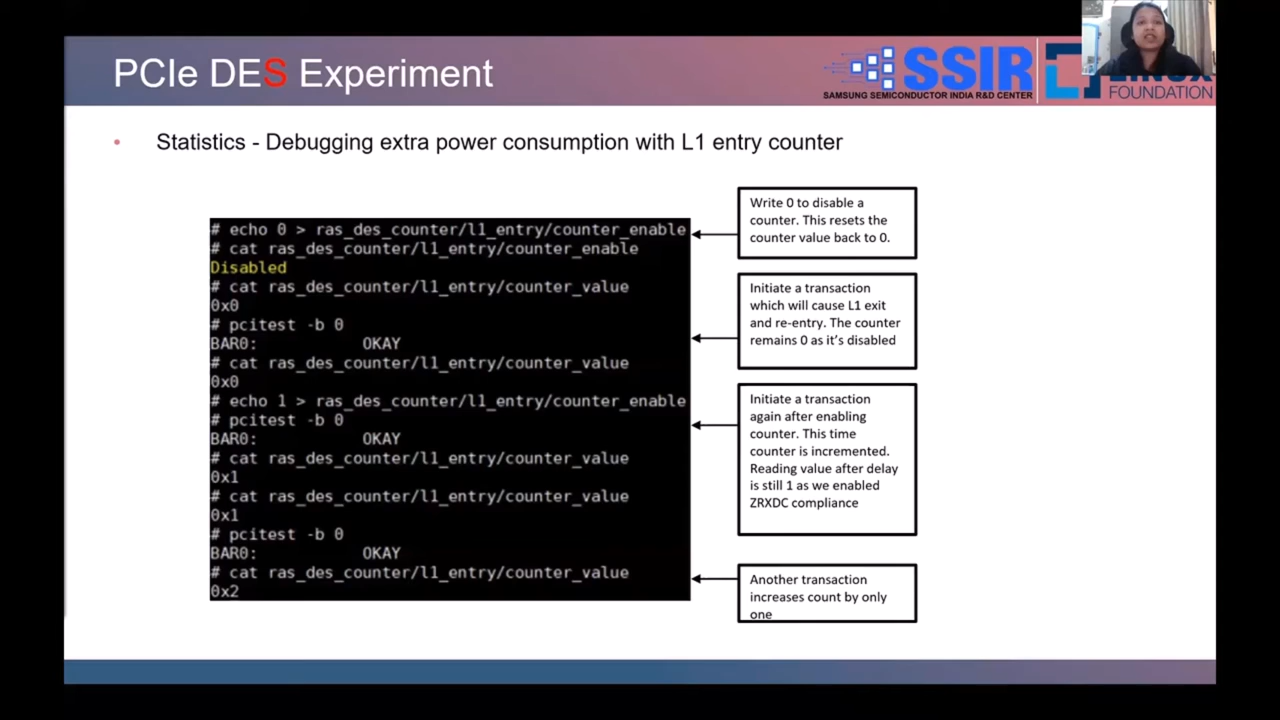 PCIe DES Experiment
SSIR
SAMSUNG SEMICONDUCTOR INDIA R&D CENTER
FOUNDATION
• Statistics - Debugging extra power consumption with L1 entry counter
# echo 0 > ras_des_counter/l1_entry/counter_enable
# cat ras_des_counter/l1_entry/counter_enable
Disabled
# cat ras_des_counter/l1_entry/counter_value
0x0
# pcitest -b 0
BAR0: OKAY
# cat ras_des_counter/l1_entry/counter_value
0x0
# echo 1 > ras_des_counter/l1_entry/counter_enable
# pcitest -b 0
BAR0: OKAY
# cat ras_des_counter/l1_entry/counter_value
0x1
# cat ras_des_counter/l1_entry/counter_value
0x1
# pcitest -b 0
BAR0: OKAY
# cat ras_des_counter/l1_entry/counter_value
0x2
Write 0 to disable a
counter. This resets the
counter value back to 0.
Initiate a transaction
which will cause L1 exit
and re-entry. The counter
remains 0 as it's disabled
Initiate a transaction
again after enabling
counter. This time
counter is incremented.
Reading value after delay
is still 1 as we enabled
ZRXDC compliance
Another transaction
increases count by only
one